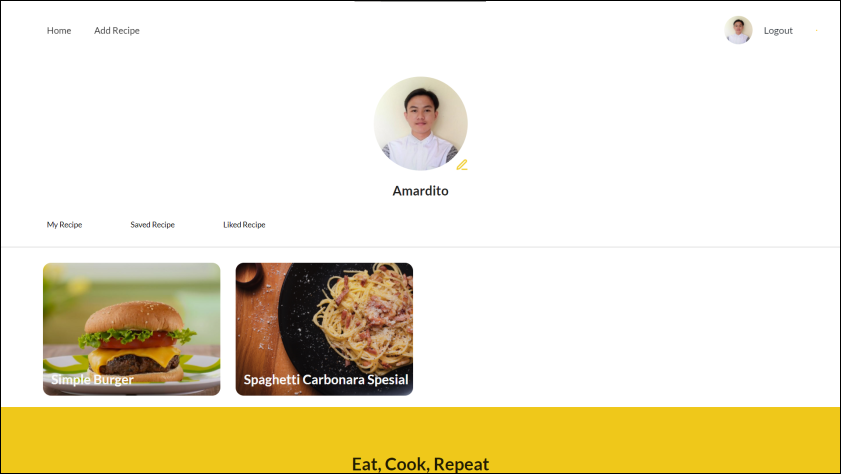 Home
Add Recipe
Logout
Amardito
My Recipe
Saved Recipe
Liked Recipe
Simple Burger
Spaghetti Carbonara Spesial
Eat, Cook, Repeat